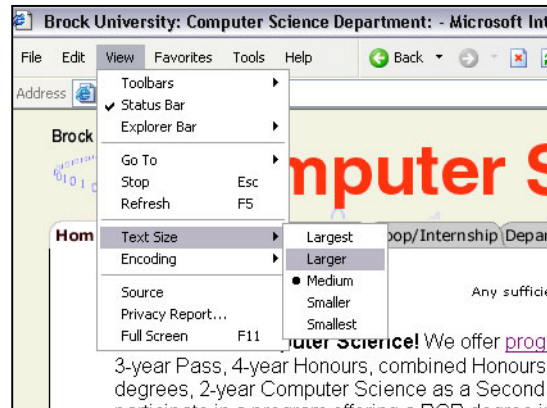 Brock University: Computer Science Department: - Microsoft Int
File Edit View Favorites Tools Help Back
Address
Toolbars
Status Bar
Explorer Bar
Go To
Stop Esc
Refresh F5
Text Size
Encoding
Source
Privacy Report...
Full Screen F11
Largest
Larger
Medium
Smaller
Smallest
Brock
mputer S
Hom oop/Internship Depar
Any sufficie
uter Science! We offer prog
3-year Pass, 4-year Honours, combined Honours
degrees, 2-year Computer Science as a Second